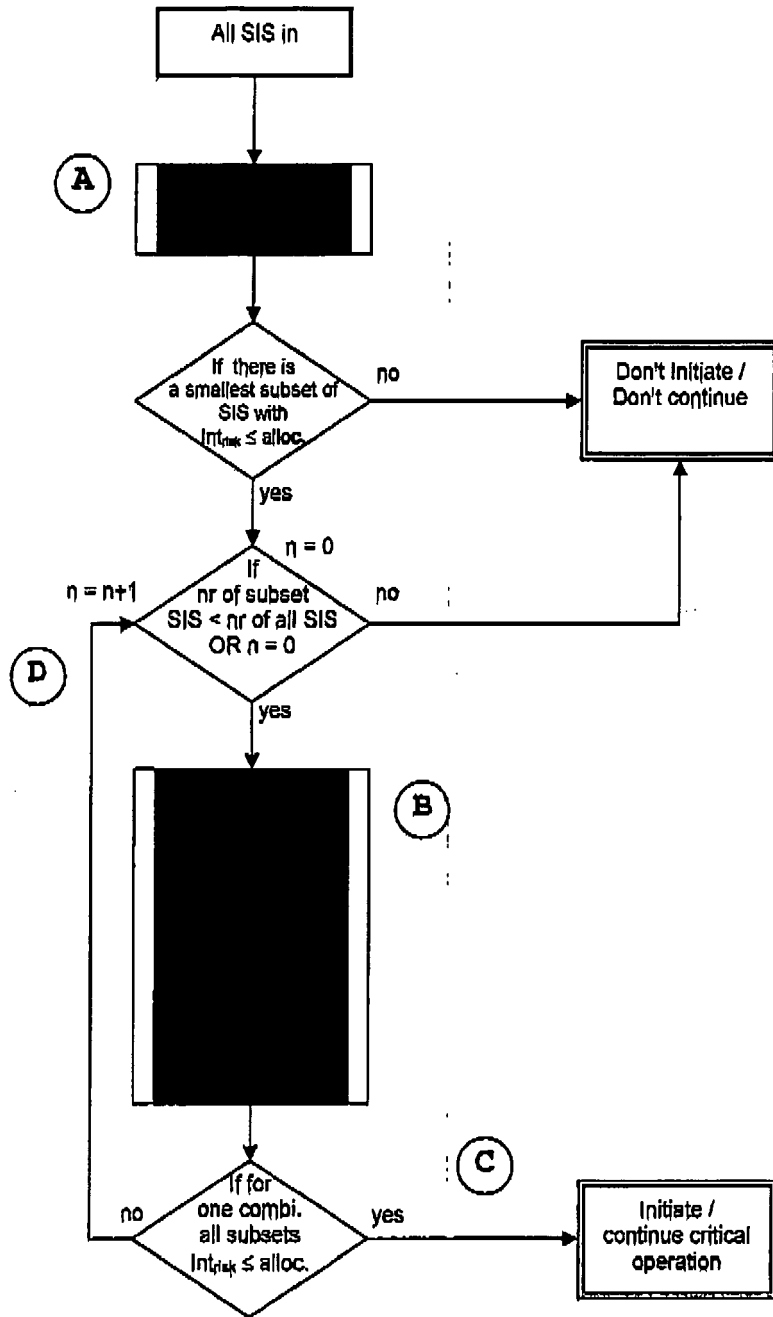 All SIS in
A
If there is
a smallest subset of
SIS with
Int_risk ≤ alloc.
no
Don't Initiate /
Don't continue
yes
n = 0
n = n+1
If
nr of subset
SIS < nr of all SIS
OR n = 0
no
D
yes
B
C
If for
one combi.
all subsets
Int_risk ≤ alloc.
no
yes
Initiate /
continue critical
operation